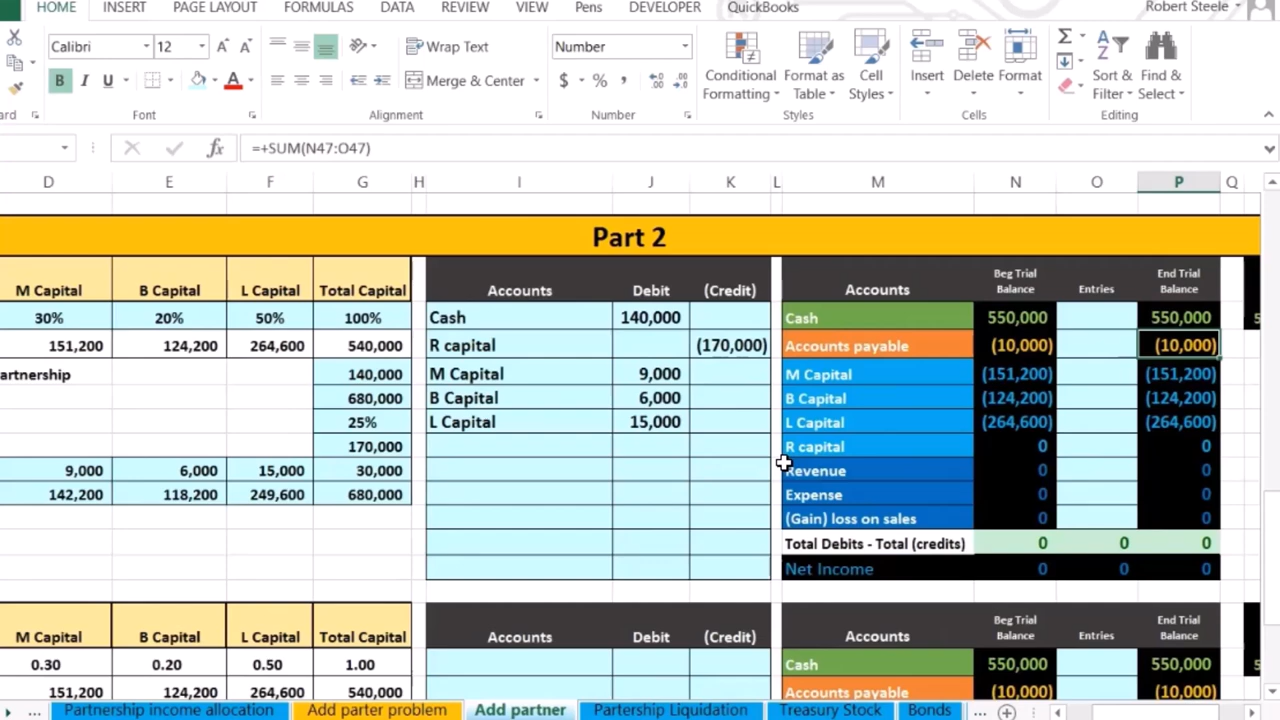 HOME INSERT PAGE LAYOUT FORMULAS DATA REVIEW VIEW Pens DEVELOPER QuickBooks Robert Steele
Calibri 12 Wrap Text Number
B I U Merge & Center $ % Conditional Formatting Format as Table Cell Styles Insert Delete Format Sort & Filter Find & Select
ard Font Alignment Number Styles Cells Editing
fx =+SUM(N47:O47)
D E F G H I J K L M N O P Q
Part 2
M Capital B Capital L Capital Total Capital Accounts Debit (Credit) Accounts Beg Trial Balance Entries End Trial Balance
30% 20% 50% 100% Cash 140,000 Cash 550,000 550,000 5
151,200 124,200 264,600 540,000 R capital (170,000) Accounts payable (10,000) (10,000)
artnership 140,000 M Capital 9,000 M Capital (151,200) (151,200)
680,000 B Capital 6,000 B Capital (124,200) (124,200)
25% L Capital 15,000 L Capital (264,600) (264,600)
170,000 R capital 0 0
9,000 6,000 15,000 30,000 Revenue 0 0
142,200 118,200 249,600 680,000 Expense 0 0
(Gain) loss on sales 0 0
Total Debits - Total (credits) 0 0 0
Net Income 0 0 0
M Capital B Capital L Capital Total Capital Accounts Debit (Credit) Accounts Beg Trial Balance Entries End Trial Balance
0.30 0.20 0.50 1.00 Cash 550,000 550,000 5
151,200 124,200 264,600 540,000 Accounts payable (10,000) (10,000)
... Partnership income allocation Add parter problem Add partner Partership Liquidation Treasury Stock Bonds ...